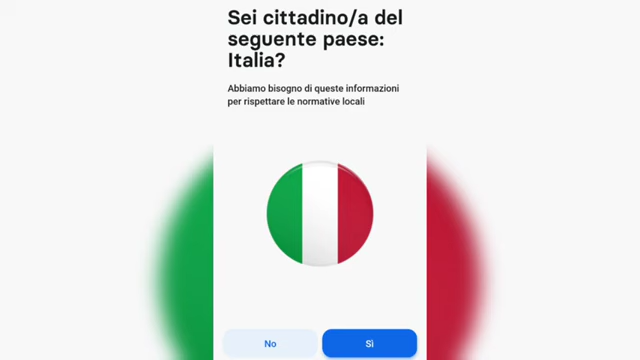 Sei cittadino/a del
seguente paese:
Italia?
Abbiamo bisogno di queste informazioni
per rispettare le normative locali
No
Sì